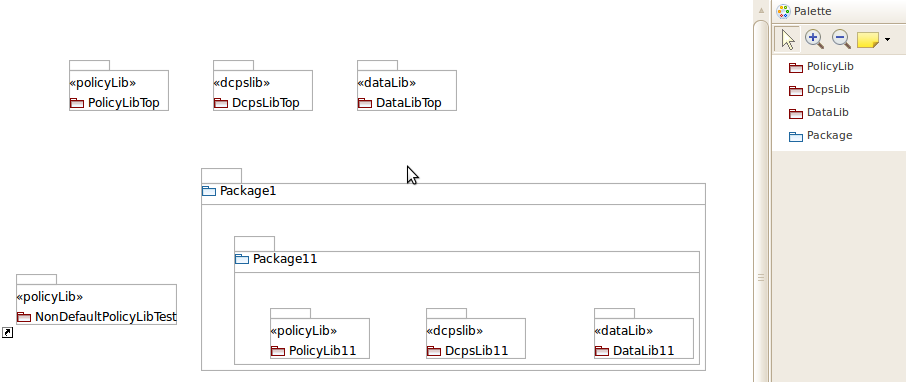 Palette
PolicyLib
DcpsLib
DataLib
Package
«policyLib»
PolicyLibTop
«dcpslib»
DcpsLibTop
«dataLib»
DataLibTop
Package1
Package11
«policyLib»
NonDefaultPolicyLibTest
«policyLib»
PolicyLib11
«dcpslib»
DcpsLib11
«dataLib»
DataLib11